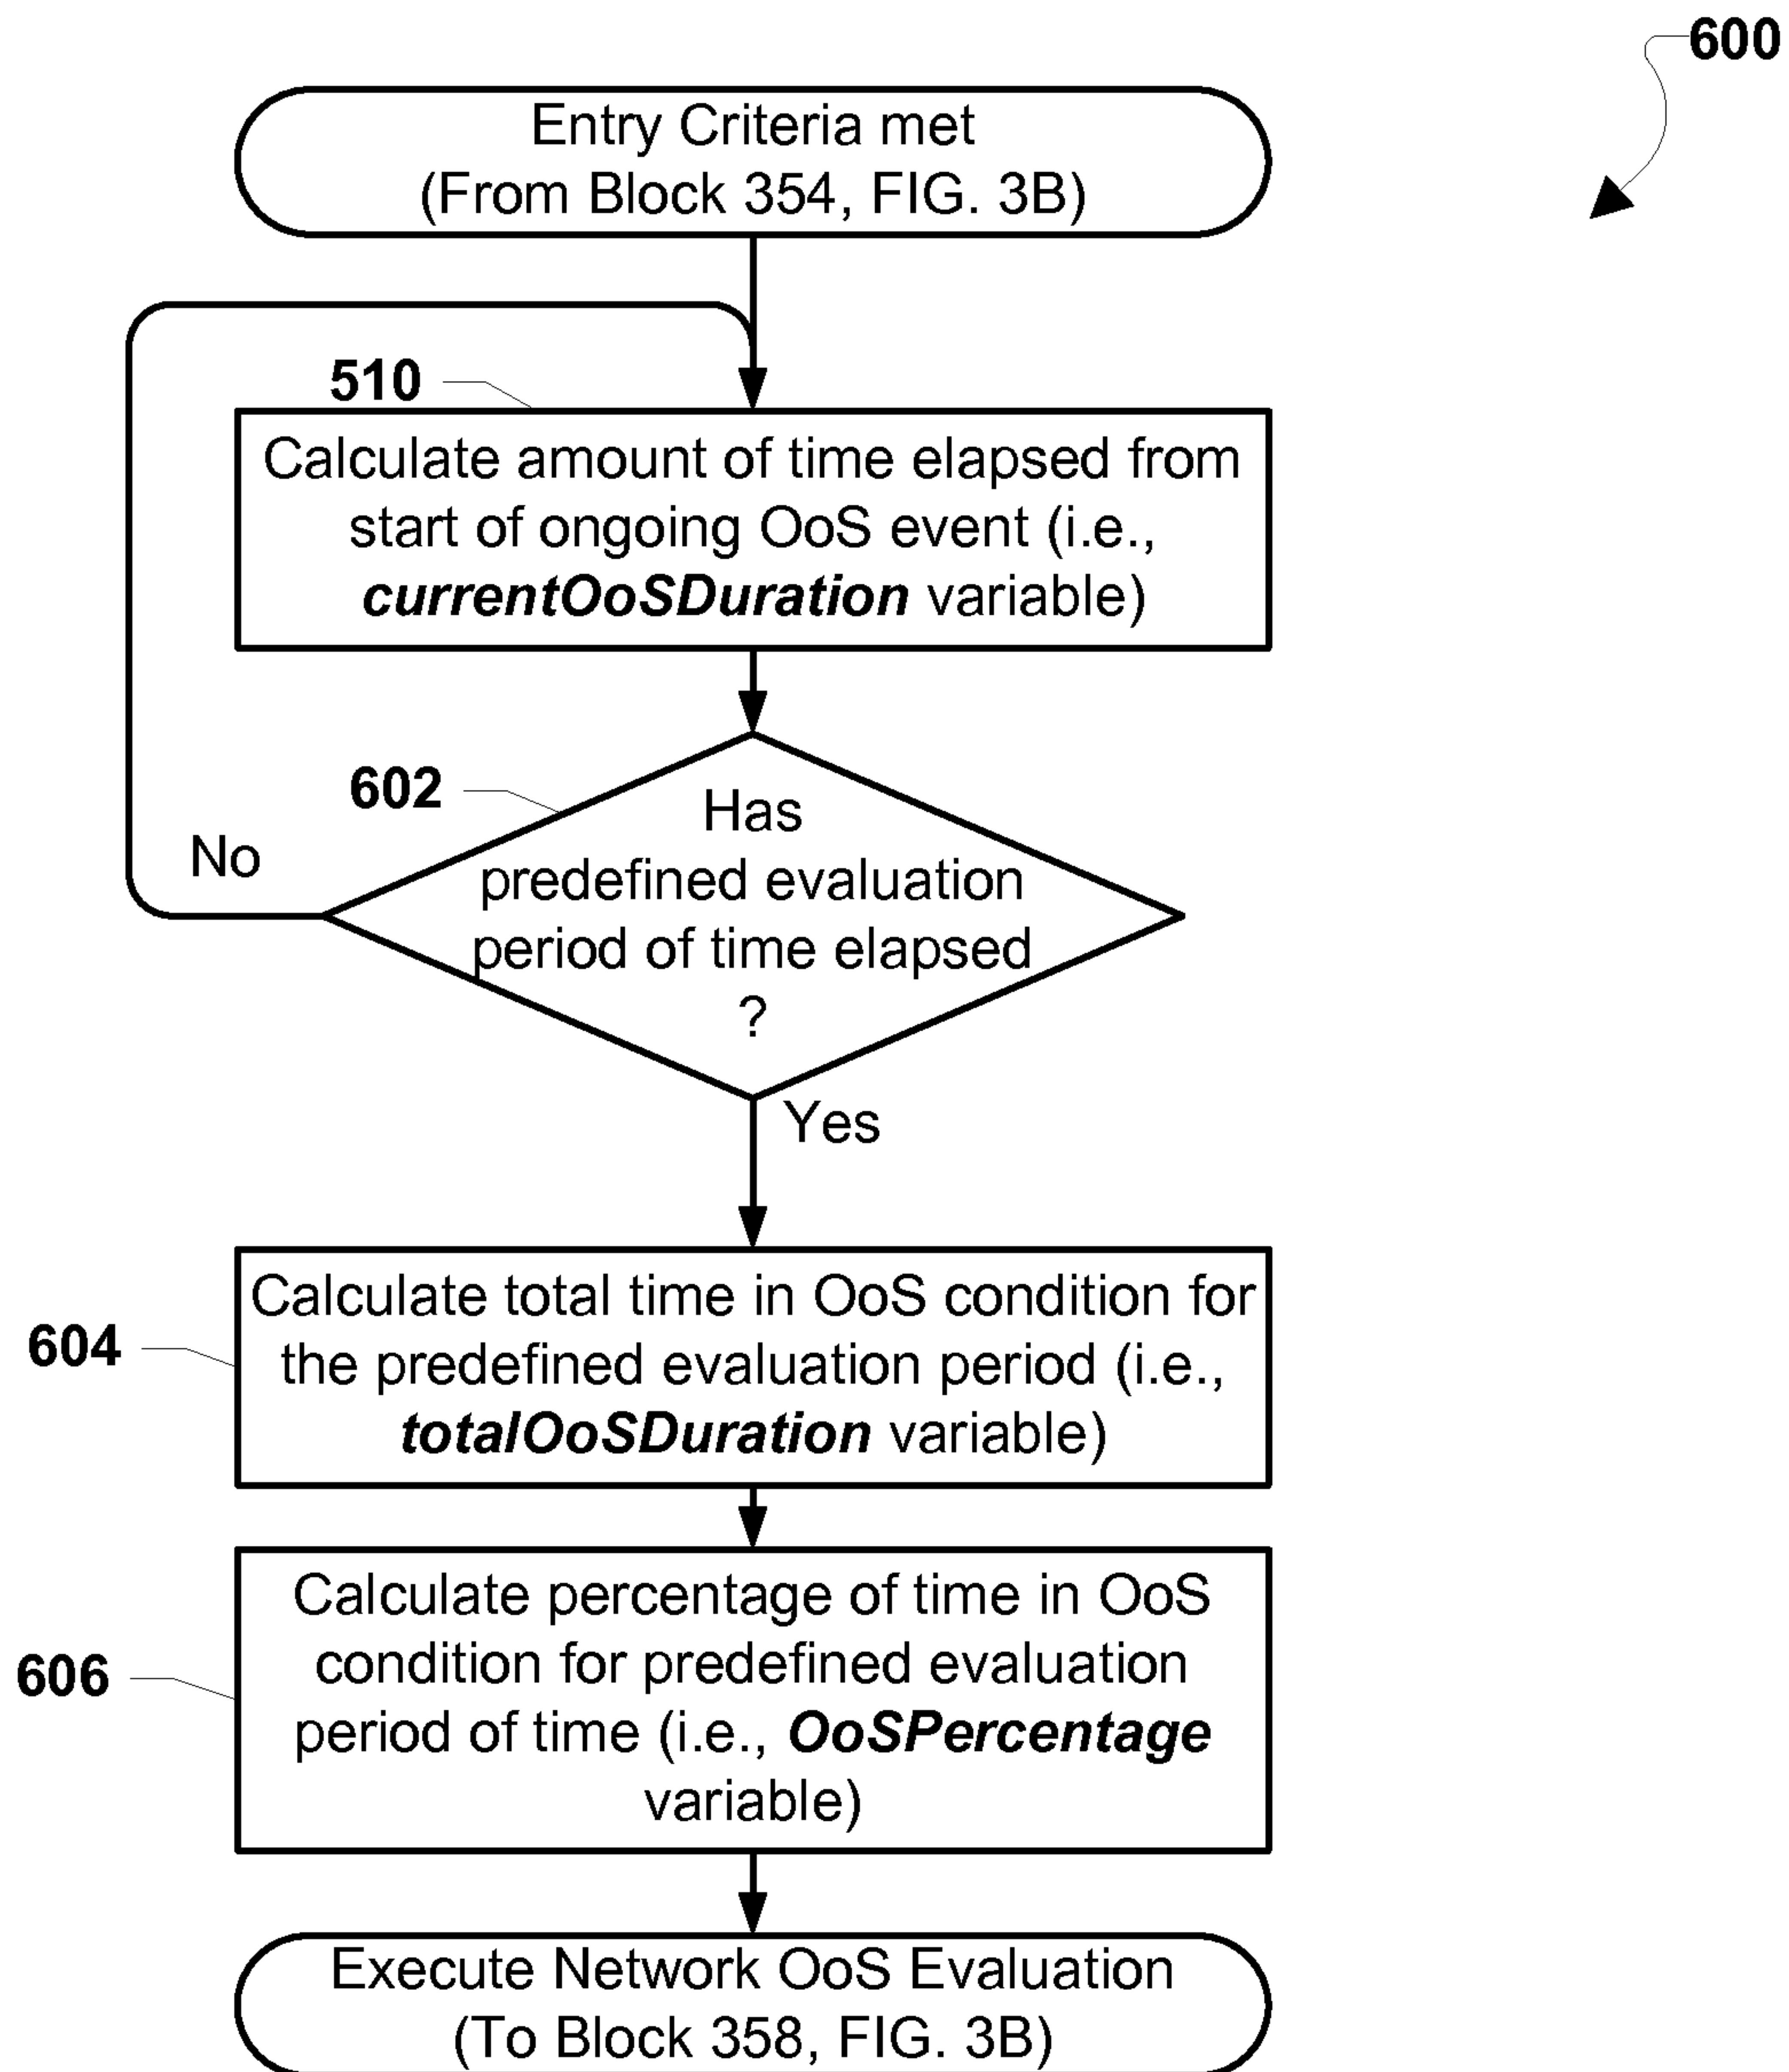 600
Entry Criteria met
(From Block 354, FIG. 3B)
510
Calculate amount of time elapsed from
start of ongoing OoS event (i.e.,
currentOoSDuration variable)
602
Has
predefined evaluation
period of time elapsed
?
No
Yes
604
Calculate total time in OoS condition for
the predefined evaluation period (i.e.,
totalOoSDuration variable)
606
Calculate percentage of time in OoS
condition for predefined evaluation
period of time (i.e., OoSPercentage
variable)
Execute Network OoS Evaluation
(To Block 358, FIG. 3B)